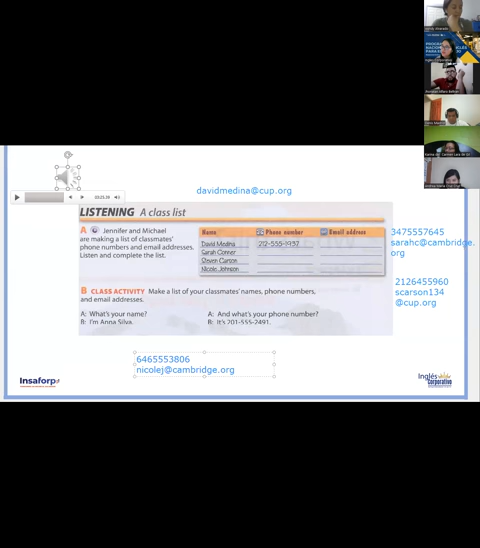 davidmedina@cup.org
LISTENING A class list
A Jennifer and Michael
are making a list of classmates'
phone numbers and email addresses.
Listen and complete the list.
Name Phone number Email address
David Medina 212-555-1937
Sarah Conner
Steven Carson
Nicole Johnson
3475557645
sarahc@cambridge.
org
2126455960
scarson134
@cup.org
B CLASS ACTIVITY Make a list of your classmates' names, phone numbers,
and email addresses.
A: What's your name?
B: I'm Anna Silva.
A: And what's your phone number?
B: It's 201-555-2491.
6465553806
nicolej@cambridge.org
Insaforp
Inglés
Corporativo